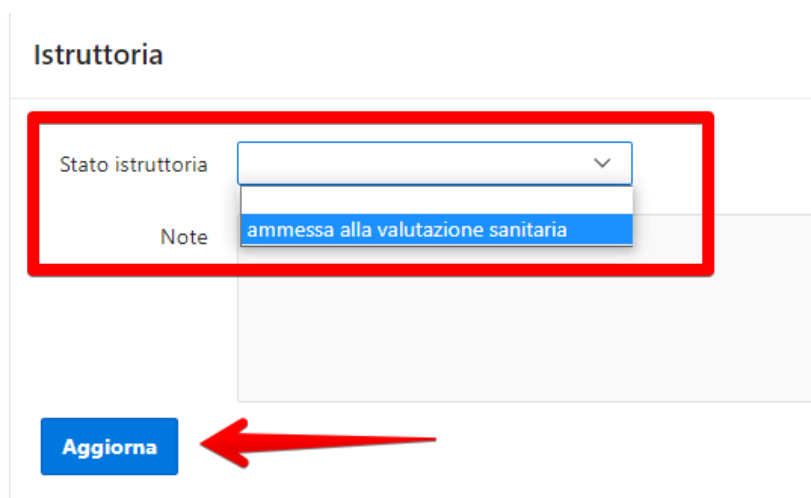 Istruttoria
Stato istruttoria
ammessa alla valutazione sanitaria
Note
Aggiorna